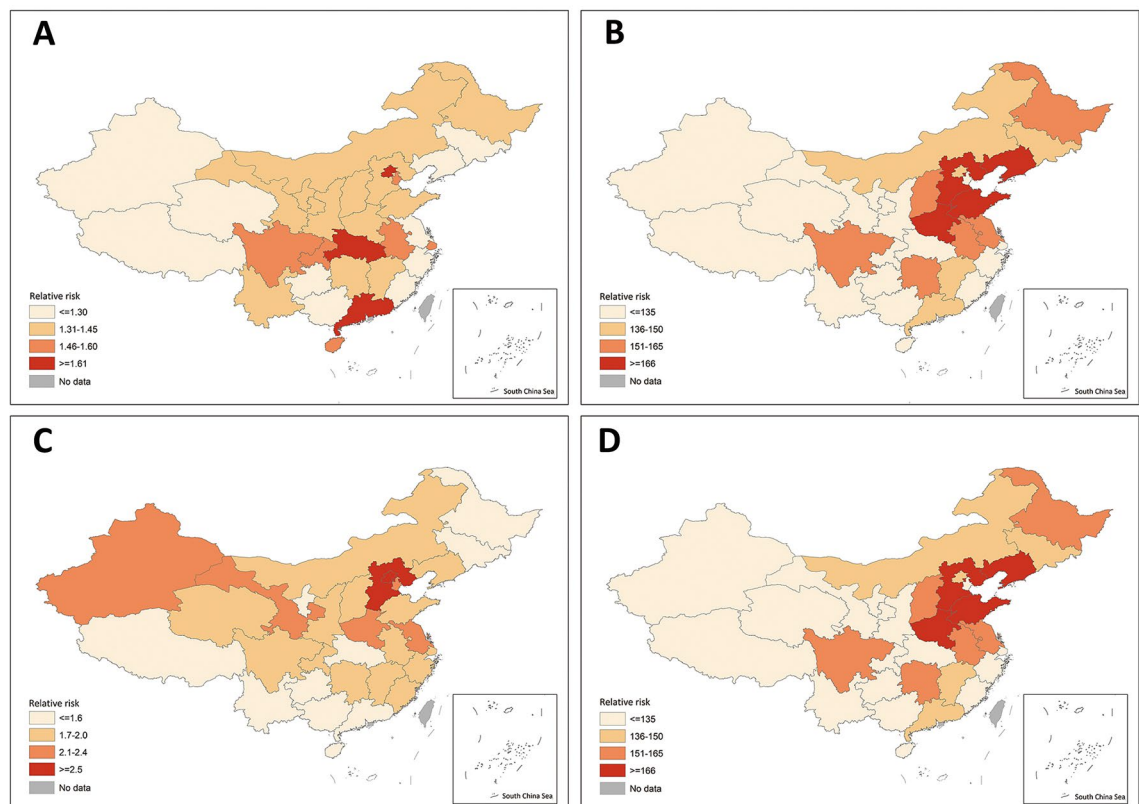 A
Relative risk
<=1.30
1.31-1.45
1.46-1.60
>=1.61
No data
South China Sea
B
Relative risk
<=135
136-150
151-165
>=166
No data
South China Sea
C
Relative risk
<=1.6
1.7-2.0
2.1-2.4
>=2.5
No data
South China Sea
D
Relative risk
<=135
136-150
151-165
>=166
No data
South China Sea